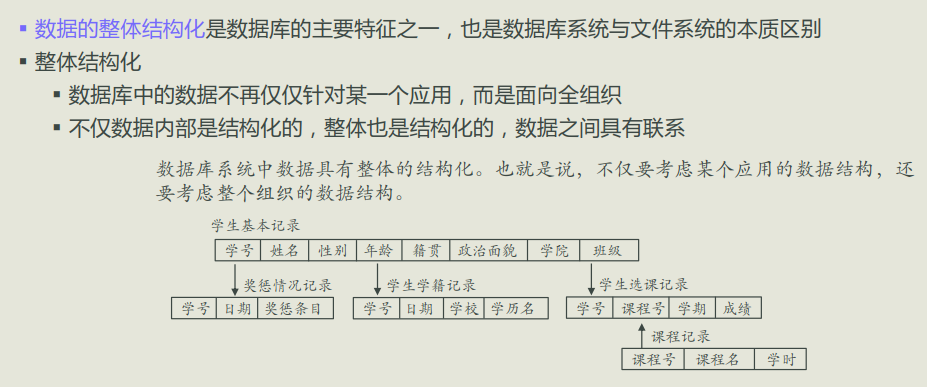 数据的整体结构化是数据库的主要特征之一，也是数据库系统与文件系统的本质区别
整体结构化
数据库中的数据不再仅仅针对某一个应用，而是面向全组织
不仅数据内部是结构化的，整体也是结构化的，数据之间具有联系
数据库系统中数据具有整体的结构化。也就是说，不仅要考虑某个应用的数据结构，还
要考虑整个组织的数据结构。
学生基本记录
学号 姓名 性别 年龄 籍贯 政治面貌 学院 班级
奖惩情况记录 学生学籍记录 学生选课记录
学号 日期 奖惩条目 学号 日期 学校 学历名 学号 课程号 学期 成绩
课程记录
课程号 课程名 学时